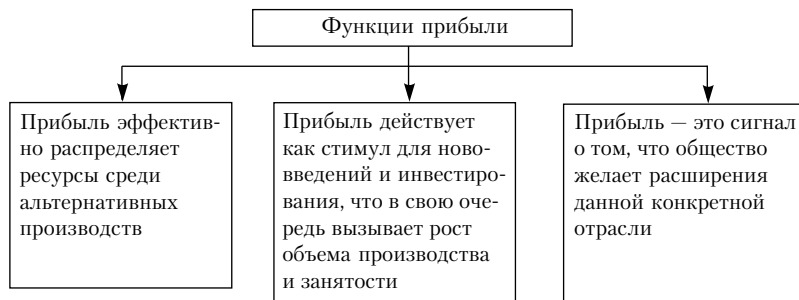 Функции прибыли
Прибыль эффектив-
но распределяет
ресурсы среди
альтернативных
производств
Прибыль действует
как стимул для ново-
введений и инвестиро-
вания, что в свою оче-
редь вызывает рост
объема производства
и занятости
Прибыль — это сигнал
о том, что общество
желает расширения
данной конкретной
отрасли